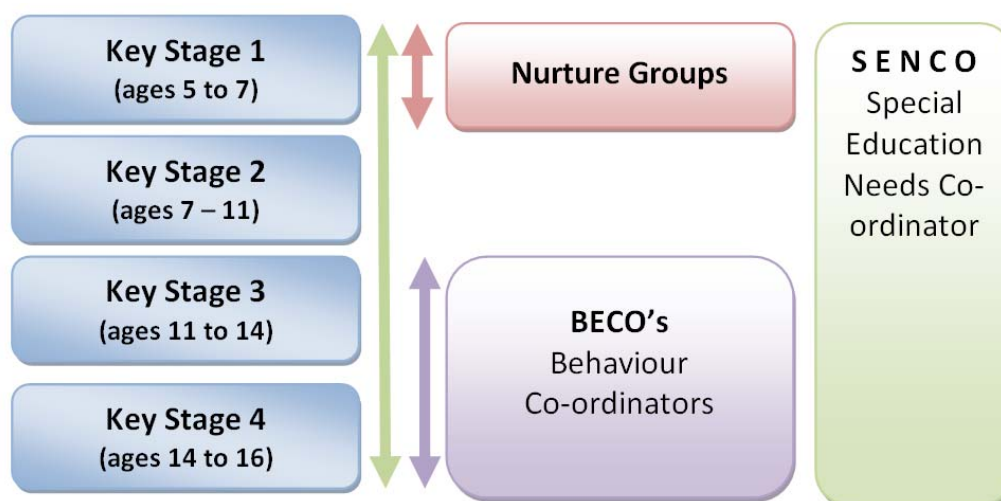 Key Stage 1
(ages 5 to 7)
Key Stage 2
(ages 7 – 11)
Key Stage 3
(ages 11 to 14)
Key Stage 4
(ages 14 to 16)
Nurture Groups
BECO’s
Behaviour
Co-ordinators
S E N C O
Special
Education
Needs Co-
ordinator